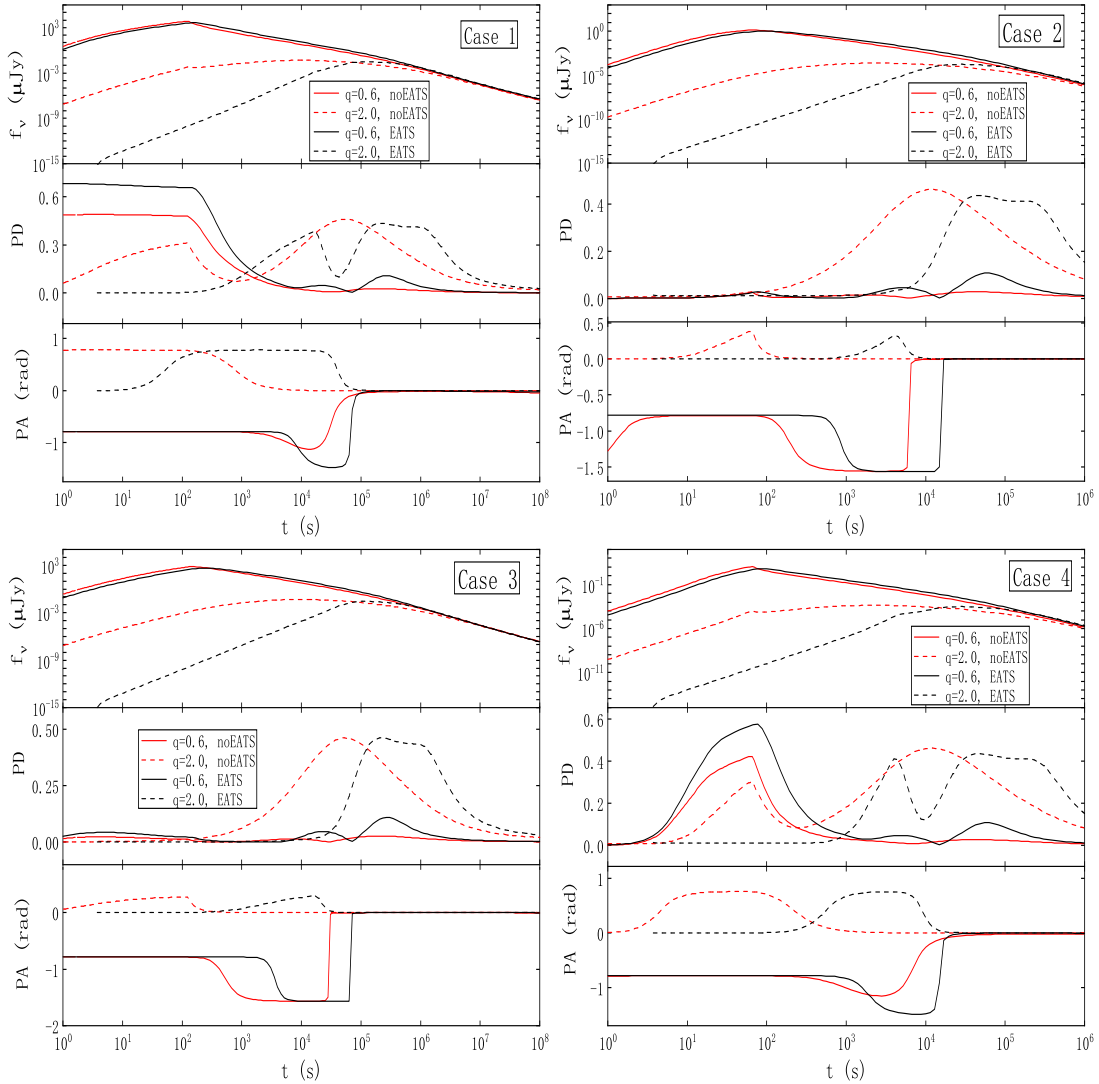 Case 1
f_ν (μJy)
10^3
10^-3
10^-9
10^-15
q=0.6, noEATS
q=2.0, noEATS
q=0.6, EATS
q=2.0, EATS
PD
0.6
0.3
0.0
PA (rad)
1
0
-1
10^0 10^1 10^2 10^3 10^4 10^5 10^6 10^7 10^8
t (s)
Case 2
f_ν (μJy)
10^0
10^-5
10^-10
10^-15
q=0.6, noEATS
q=2.0, noEATS
q=0.6, EATS
q=2.0, EATS
PD
0.4
0.2
0.0
PA (rad)
0.5
0.0
-0.5
-1.0
-1.5
10^0 10^1 10^2 10^3 10^4 10^5 10^6
t (s)
Case 3
f_ν (μJy)
10^3
10^-3
10^-9
10^-15
PD
0.50
0.25
0.00
q=0.6, noEATS
q=2.0, noEATS
q=0.6, EATS
q=2.0, EATS
PA (rad)
0
-1
-2
10^0 10^1 10^2 10^3 10^4 10^5 10^6 10^7 10^8
t (s)
Case 4
f_ν (μJy)
10^-1
10^-6
10^-11
q=0.6, noEATS
q=2.0, noEATS
q=0.6, EATS
q=2.0, EATS
PD
0.6
0.4
0.2
0.0
PA (rad)
1
0
-1
10^0 10^1 10^2 10^3 10^4 10^5 10^6
t (s)